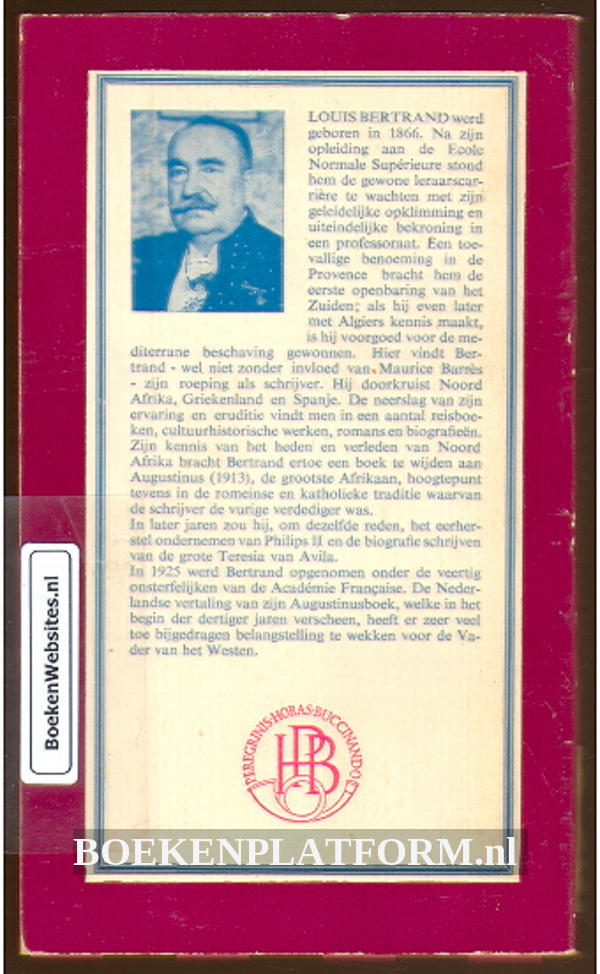 LOUIS BERTRAND werd
geboren in 1866. Na zijn
opleiding aan de Ecole
Normale Supérieure stond
hem de gewone leraarscar-
rière te wachten met zijn
geleidelijke opklimming en
uiteindelijke bekroning in
een professoraat. Een toe-
vallige benoeming in de
Provence bracht hem de
eerste openbaring van het
Zuiden; als hij even later
met Algiers kennis maakt,
is hij voorgoed voor de me-
diterrane beschaving gewonnen. Hier vindt Ber-
trand - wel niet zonder invloed van Maurice Barrès
- zijn roeping als schrijver. Hij doorkruist Noord
Afrika, Griekenland en Spanje. De neerslag van zijn
ervaring en eruditie vindt men in een aantal reisboe-
ken, cultuurhistorische werken, romans en biografieën.
Zijn kennis van het heden en verleden van Noord
Afrika bracht Bertrand ertoe een boek te wijden aan
Augustinus (1913), de grootste Afrikaan, hoogtepunt
tevens in de romeinse en katholieke traditie waarvan
de schrijver de vurige verdediger was.
In later jaren zou hij, om dezelfde reden, het eerher-
stel ondernemen van Philips II en de biografie schrijven
van de grote Teresia van Avila.
In 1925 werd Bertrand opgenomen onder de veertig
onsterfelijken van de Académie Française. De Neder-
landse vertaling van zijn Augustinusboek, welke in het
begin der dertiger jaren verscheen, heeft er zeer veel
toe bijgedragen belangstelling te wekken voor de Va-
der van het Westen.
PEREGRINIS·HORAS·BUCCINANDO
HPB
BoekenWebsites.nl
BOEKENPLATFORM.nl